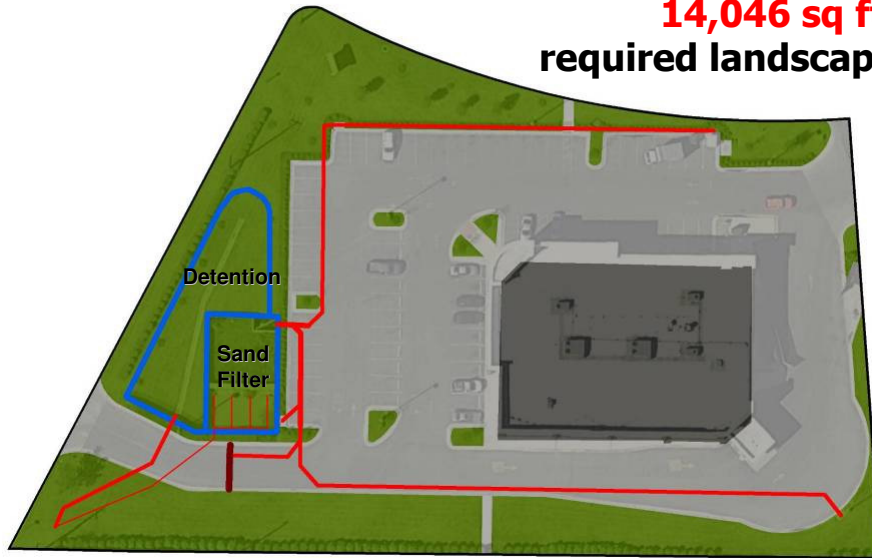 14,046 sq f
required landscap
Detention
Sand
Filter